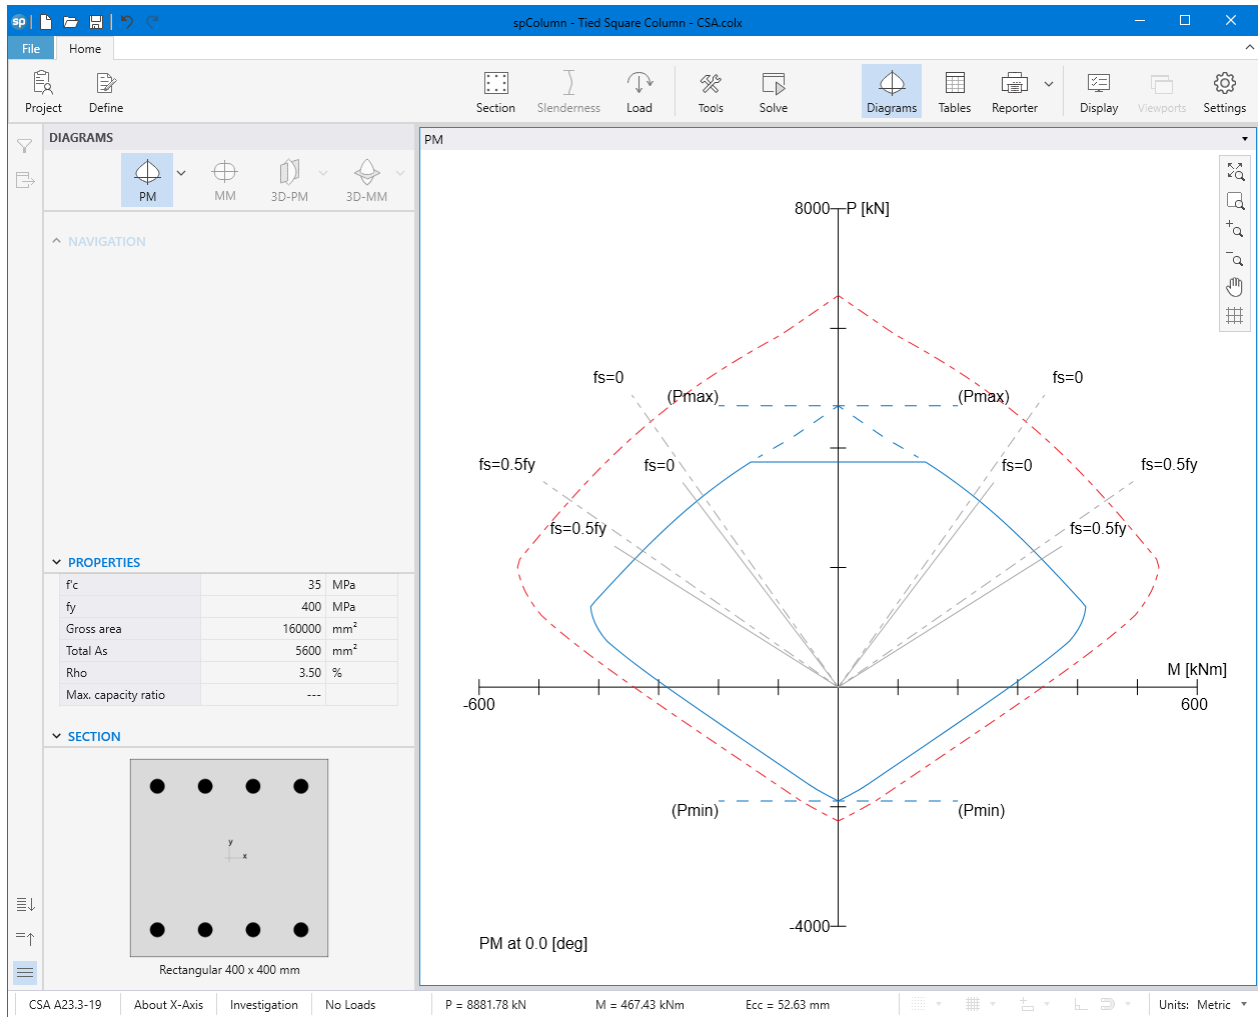 sp spColumn - Tied Square Column - CSA.colx
File Home
Project Define Section Slenderness Load Tools Solve Diagrams Tables Reporter Display Viewports Settings
DIAGRAMS
PM MM 3D-PM 3D-MM
NAVIGATION
PROPERTIES
f'c 35 MPa
fy 400 MPa
Gross area 160000 mm²
Total As 5600 mm²
Rho 3.50 %
Max. capacity ratio ---
SECTION
y
x
Rectangular 400 x 400 mm
PM
8000 P [kN]
fs=0 fs=0
(Pmax) (Pmax)
fs=0.5fy fs=0 fs=0 fs=0.5fy
fs=0.5fy fs=0.5fy
M [kNm]
-600 600
(Pmin) (Pmin)
-4000
PM at 0.0 [deg]
CSA A23.3-19 About X-Axis Investigation No Loads P = 8881.78 kN M = 467.43 kNm Ecc = 52.63 mm Units: Metric